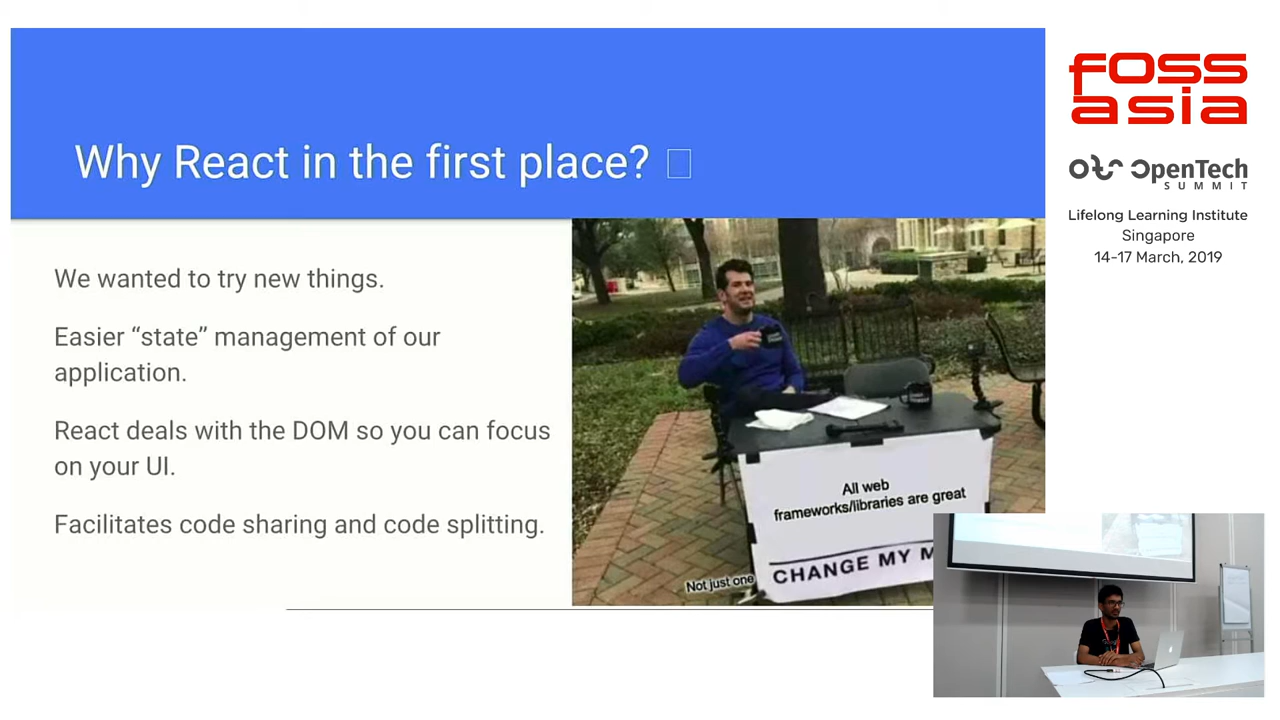 Why React in the first place?
We wanted to try new things.
Easier “state” management of our
application.
React deals with the DOM so you can focus
on your UI.
Facilitates code sharing and code splitting.
All web
frameworks/libraries are great
CHANGE MY M
Not just one
fOSS
asia
OpenTech
SUMMIT
Lifelong Learning Institute
Singapore
14-17 March, 2019